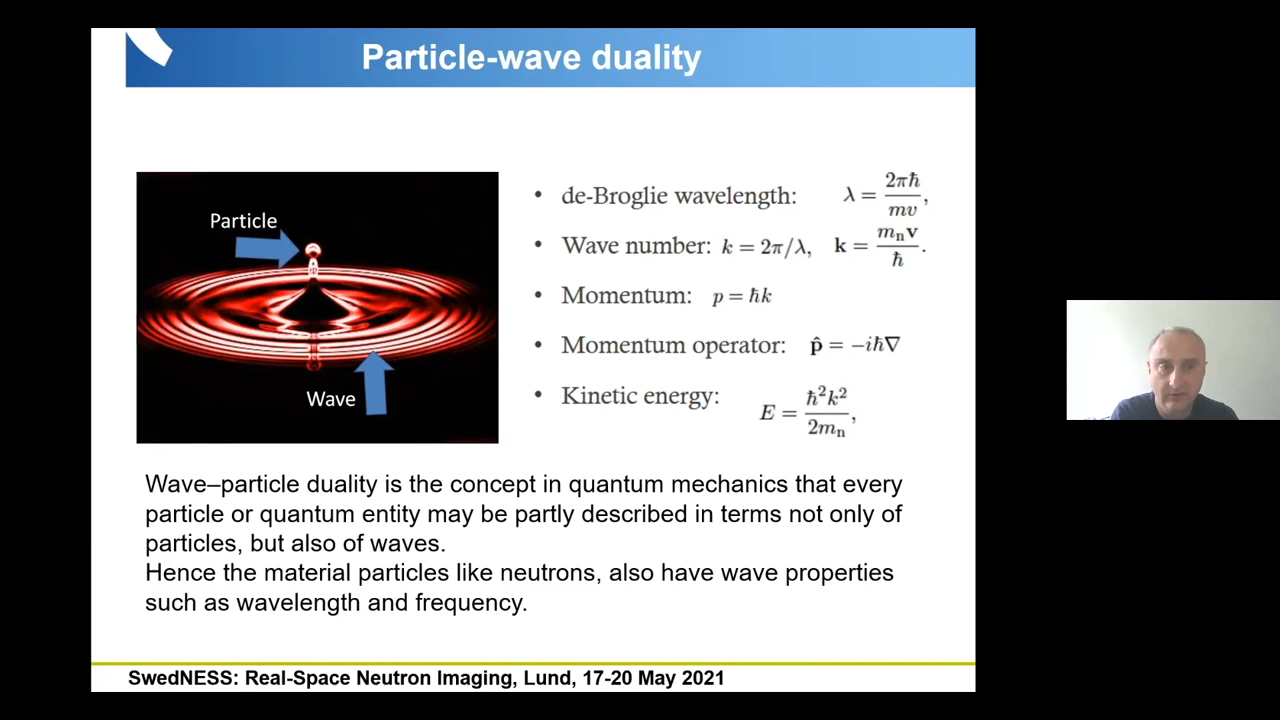 Particle-wave duality
Particle
Wave
• de-Broglie wavelength: λ = 2πħ / mv,
• Wave number: k = 2π/λ, k = mₙv / ħ.
• Momentum: p = ħk
• Momentum operator: p̂ = −iħ∇
• Kinetic energy: E = ħ²k² / 2mₙ,
Wave–particle duality is the concept in quantum mechanics that every
particle or quantum entity may be partly described in terms not only of
particles, but also of waves.
Hence the material particles like neutrons, also have wave properties
such as wavelength and frequency.
SwedNESS: Real-Space Neutron Imaging, Lund, 17-20 May 2021